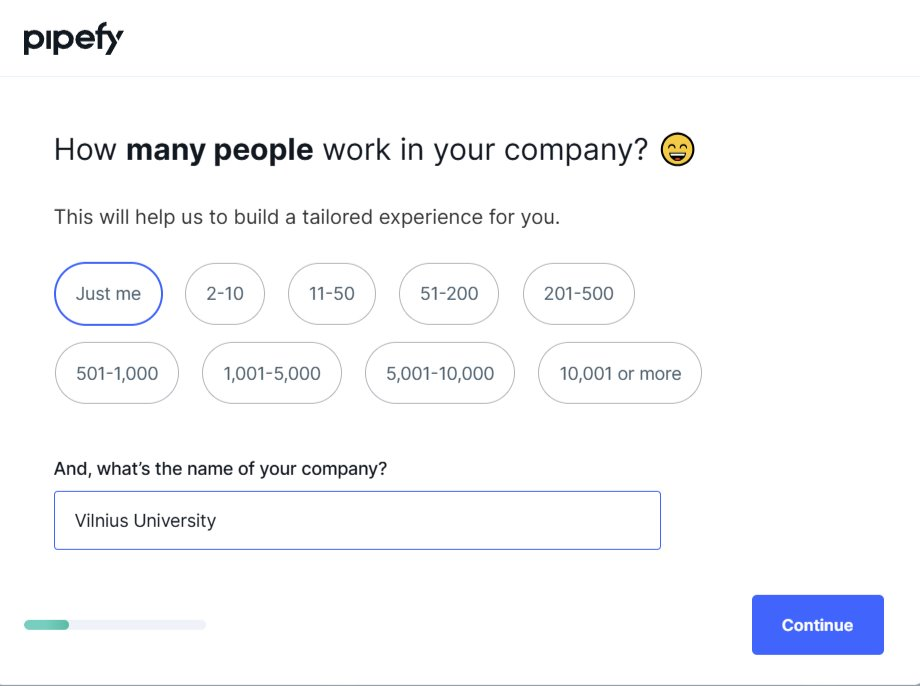 pipefy
How many people work in your company? 😄
This will help us to build a tailored experience for you.
Just me 2-10 11-50 51-200 201-500
501-1,000 1,001-5,000 5,001-10,000 10,001 or more
And, what's the name of your company?
Vilnius University
Continue